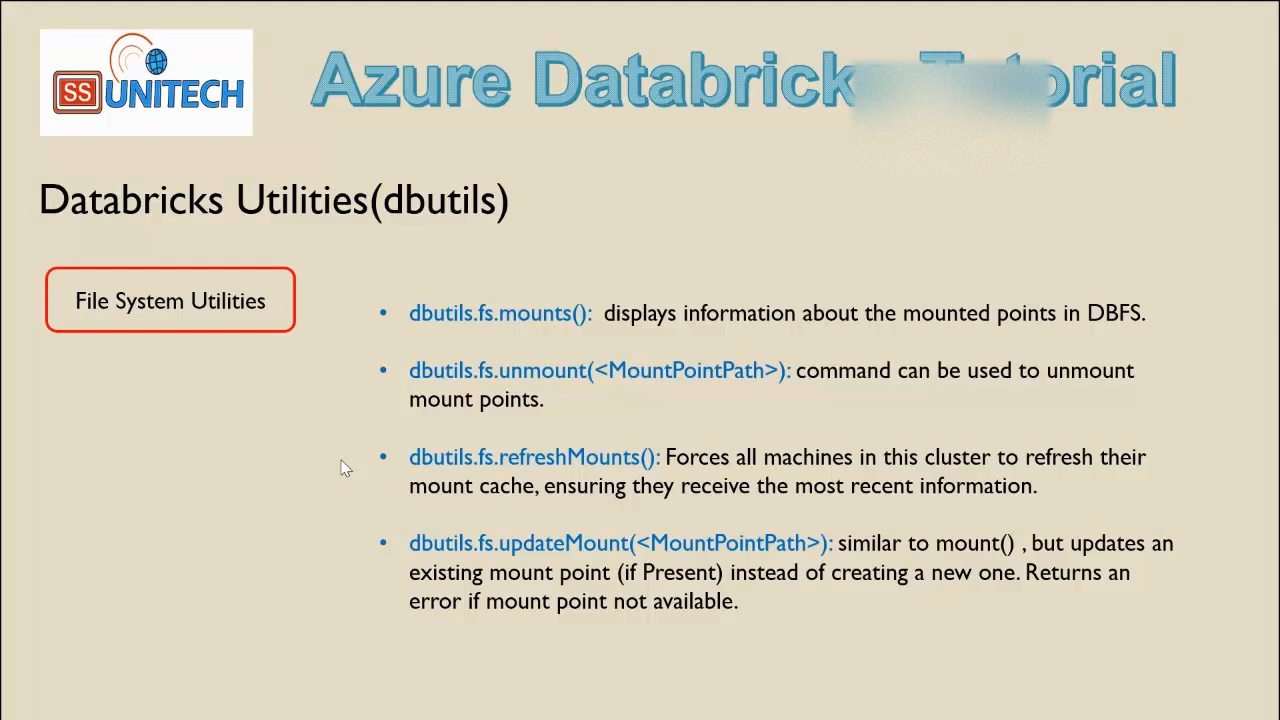 SS UNITECH
Azure Databricks Tutorial
Databricks Utilities(dbutils)
File System Utilities
• dbutils.fs.mounts(): displays information about the mounted points in DBFS.
• dbutils.fs.unmount(<MountPointPath>): command can be used to unmount
mount points.
• dbutils.fs.refreshMounts(): Forces all machines in this cluster to refresh their
mount cache, ensuring they receive the most recent information.
• dbutils.fs.updateMount(<MountPointPath>): similar to mount() , but updates an
existing mount point (if Present) instead of creating a new one. Returns an
error if mount point not available.